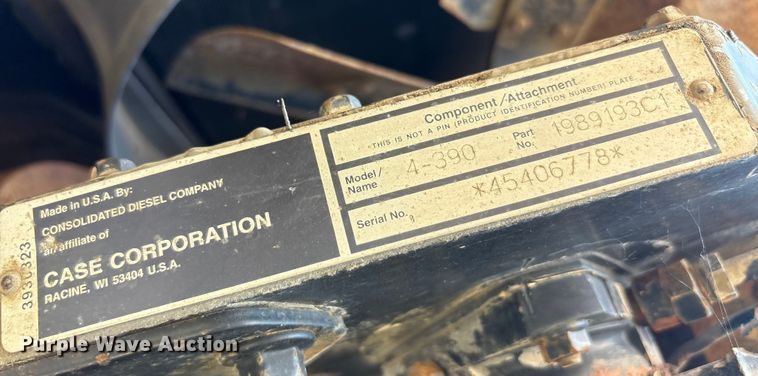 Made in U.S.A. By:
CONSOLIDATED DIESEL COMPANY
an affiliate of
CASE CORPORATION
RACINE, WI 53404 U.S.A.
Component/Attachment
-THIS IS NOT A PIN (PRODUCT IDENTIFICATION NUMBER) PLATE.
Model/Name 4-390 Part No. 1989193C1
Serial No. *45406778*
Purple Wave Auction